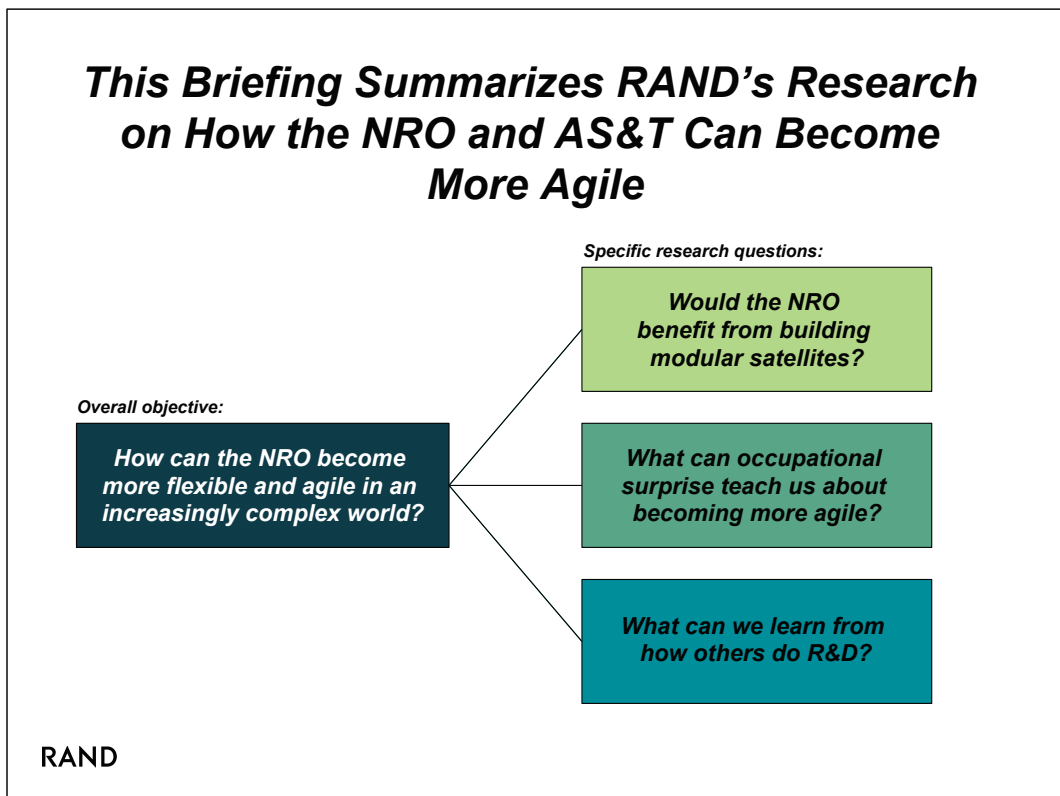 This Briefing Summarizes RAND's Research
on How the NRO and AS&T Can Become
More Agile
Specific research questions:
Would the NRO
benefit from building
modular satellites?
Overall objective:
How can the NRO become
more flexible and agile in an
increasingly complex world?
What can occupational
surprise teach us about
becoming more agile?
What can we learn from
how others do R&D?
RAND